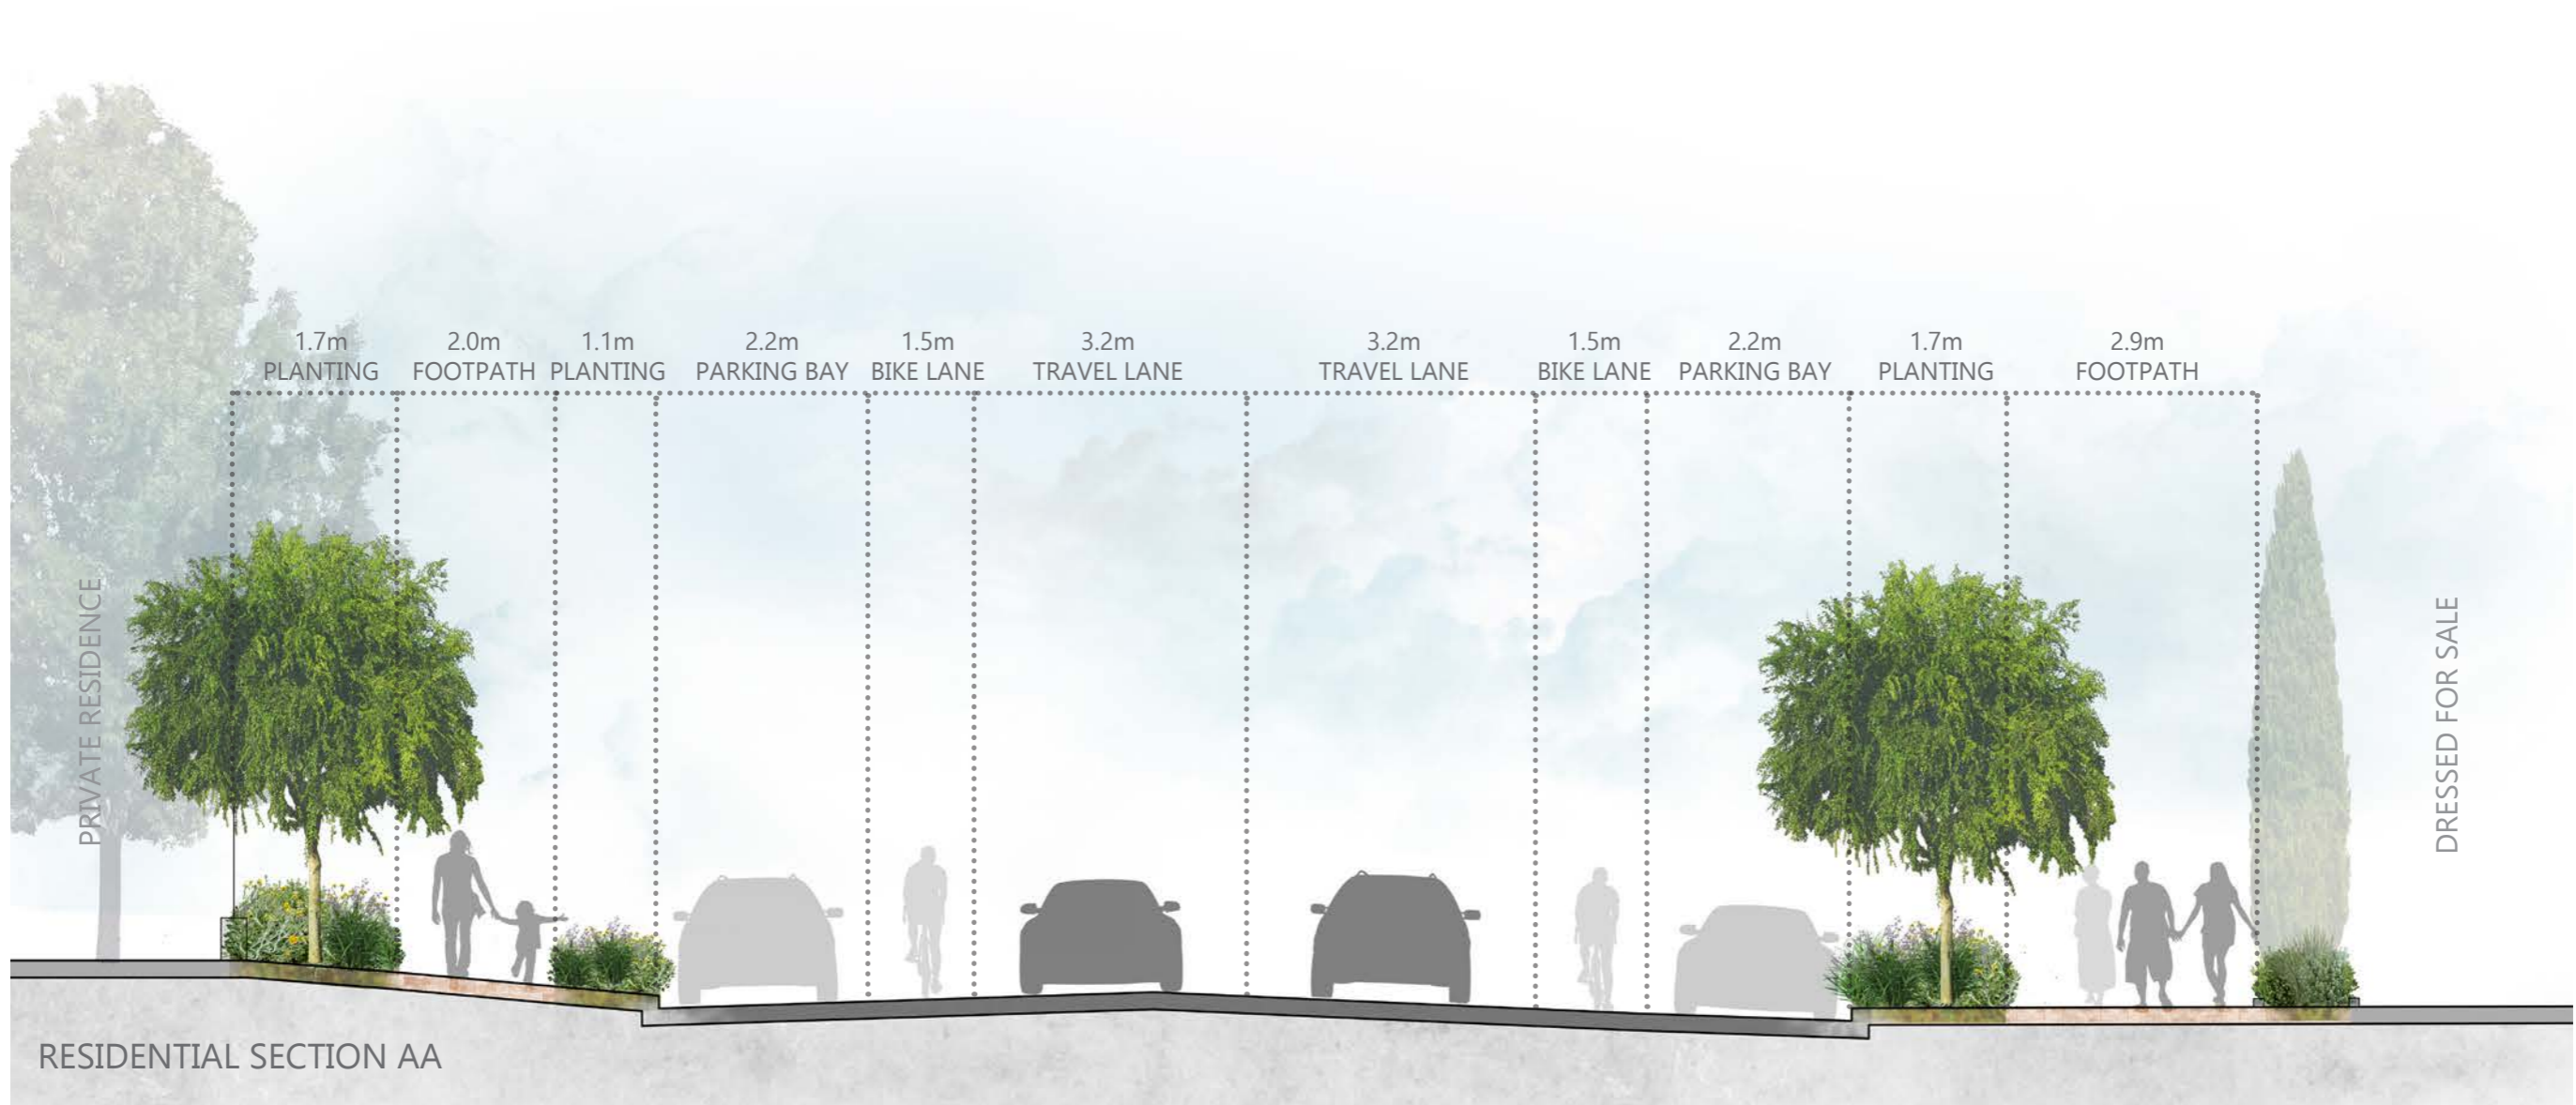 1.7m
PLANTING
2.0m
FOOTPATH
1.1m
PLANTING
2.2m
PARKING BAY
1.5m
BIKE LANE
3.2m
TRAVEL LANE
3.2m
TRAVEL LANE
1.5m
BIKE LANE
2.2m
PARKING BAY
1.7m
PLANTING
2.9m
FOOTPATH
PRIVATE RESIDENCE
DRESSED FOR SALE
RESIDENTIAL SECTION AA